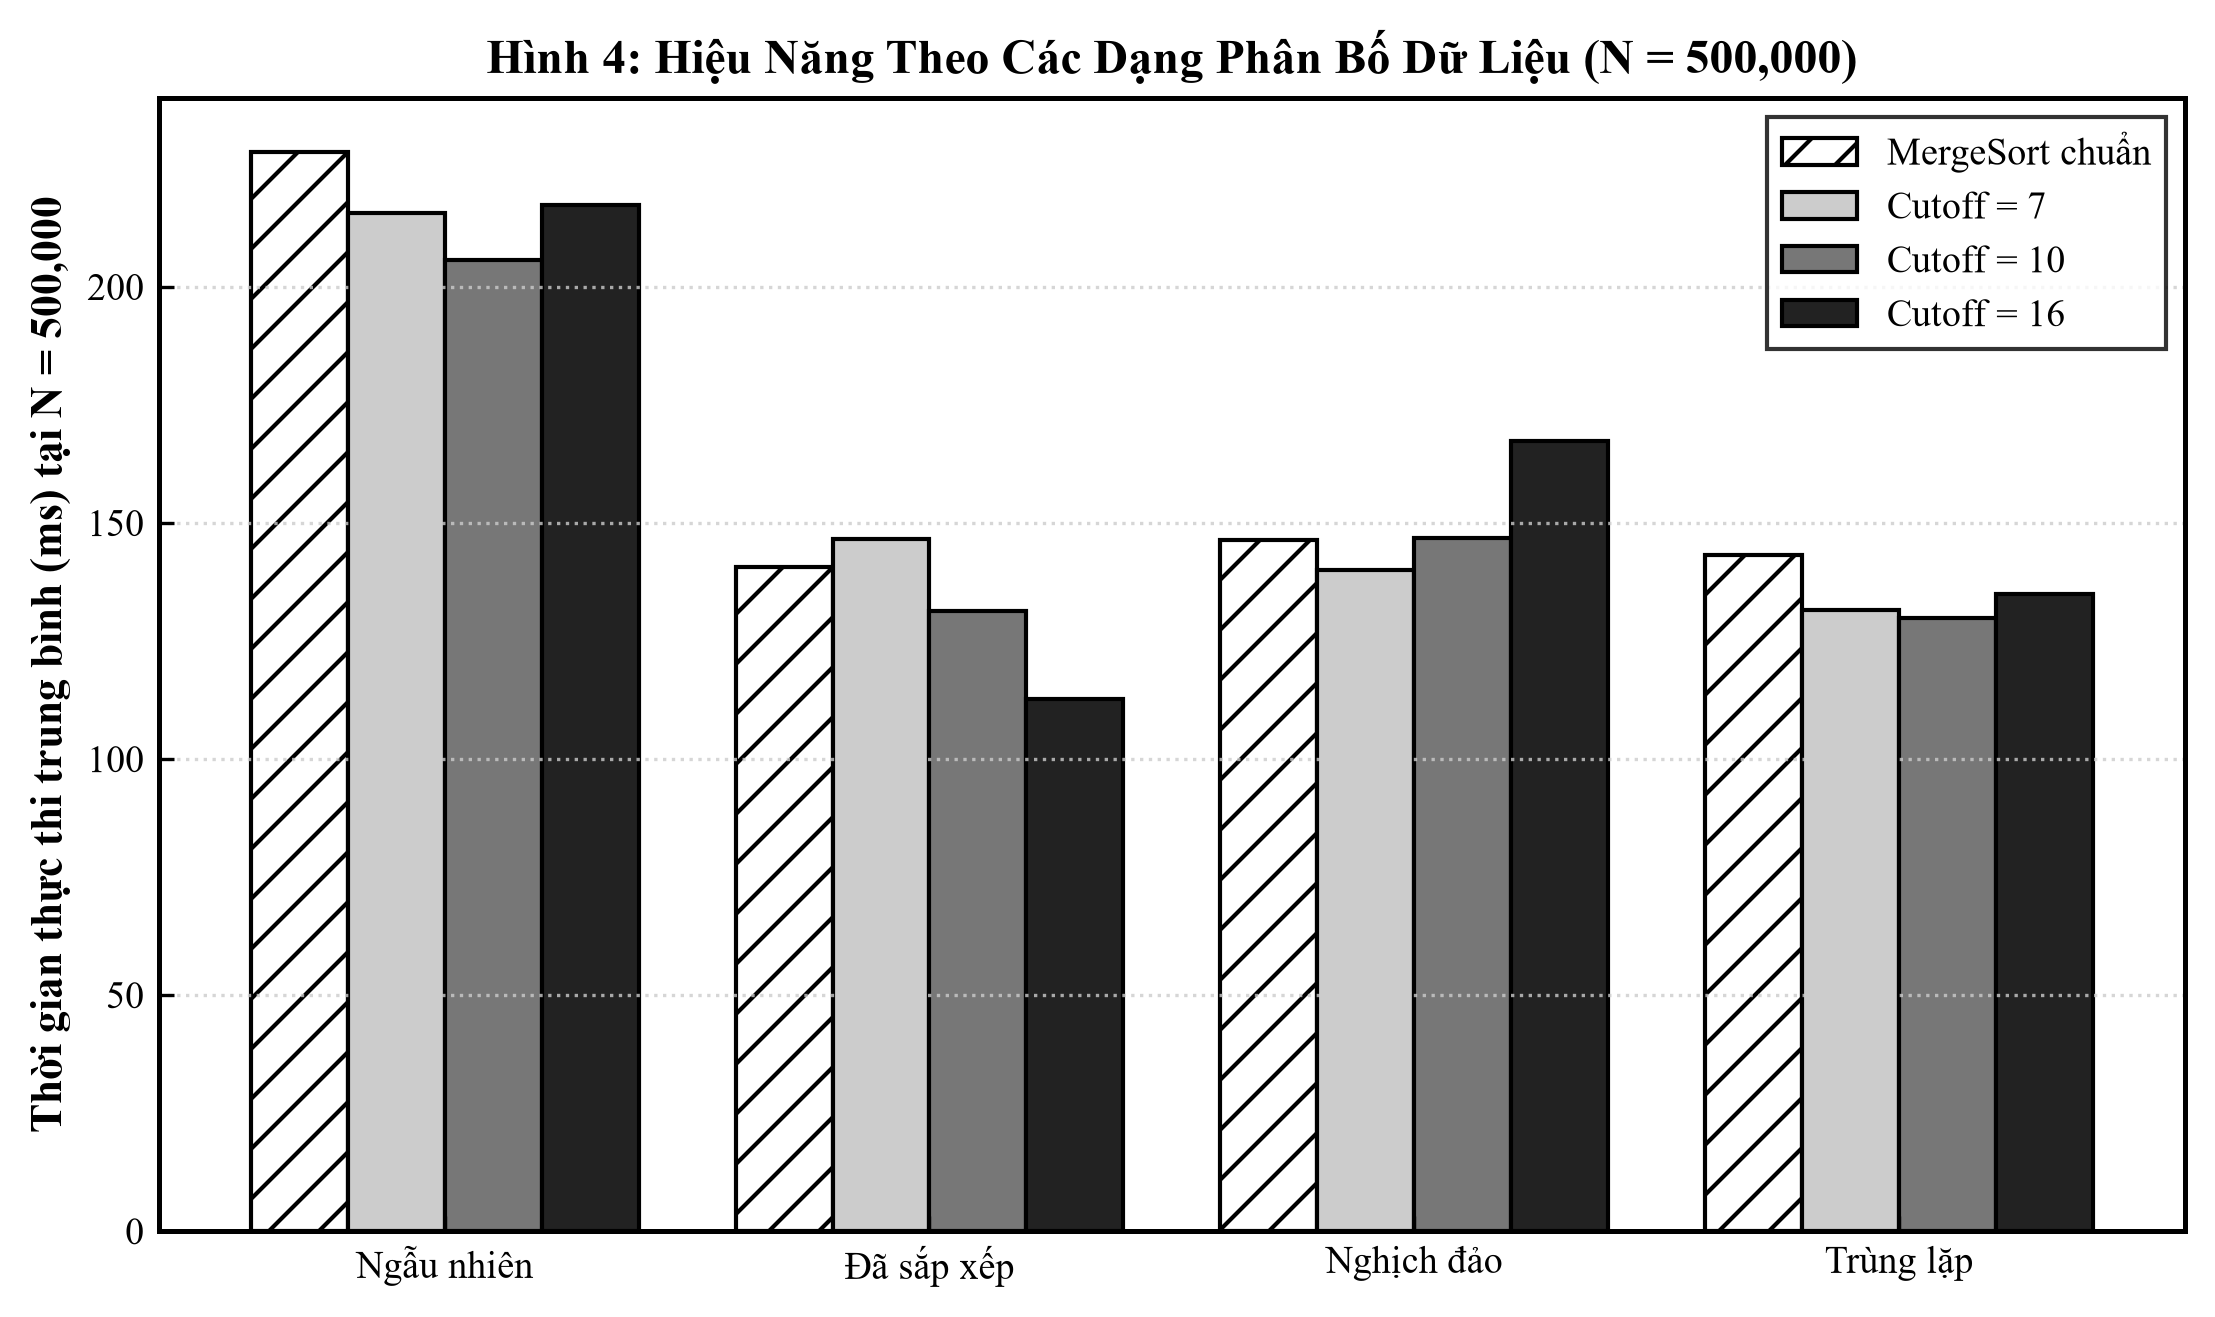 Hình 4: Hiệu Năng Theo Các Dạng Phân Bố Dữ Liệu (N = 500,000)
Thời gian thực thi trung bình (ms) tại N = 500,000
MergeSort chuẩn
Cutoff = 7
Cutoff = 10
Cutoff = 16
200
150
100
50
0
Ngẫu nhiên
Đã sắp xếp
Nghịch đảo
Trùng lặp